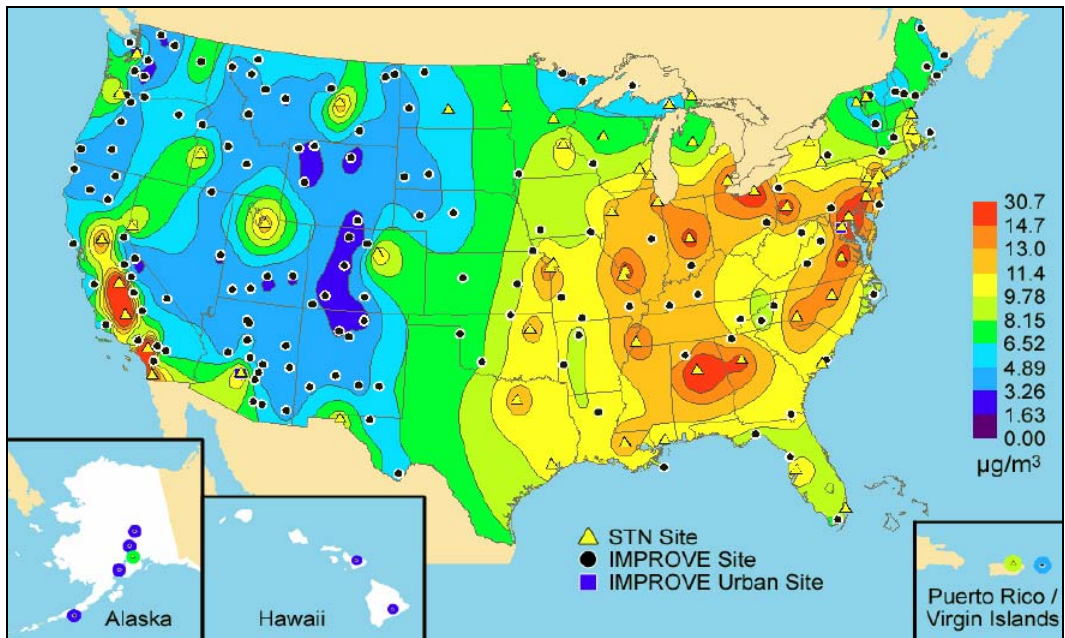 30.7
14.7
13.0
11.4
9.78
8.15
6.52
4.89
3.26
1.63
0.00
µg/m³
STN Site
IMPROVE Site
IMPROVE Urban Site
Alaska
Hawaii
Puerto Rico /
Virgin Islands